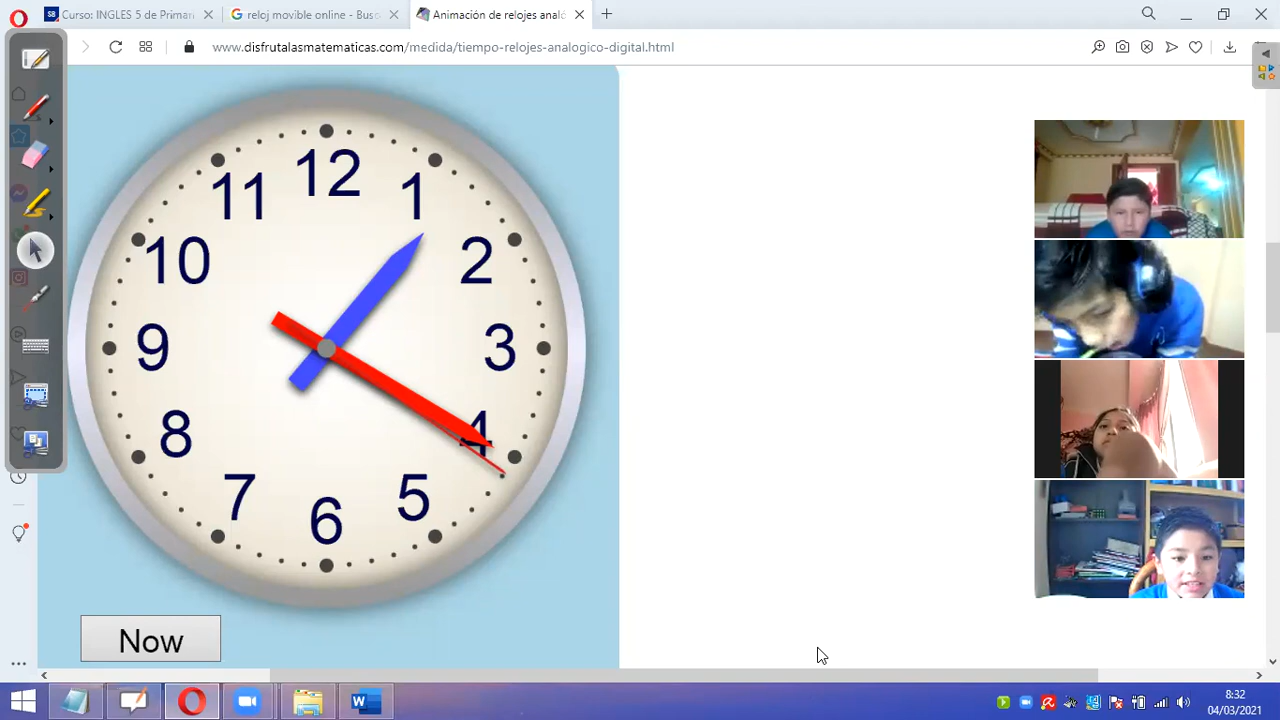 Curso: INGLES 5 de Primari
reloj movible online - Busc
Animación de relojes analó
www.disfrutalasmatematicas.com/medida/tiempo-relojes-analogico-digital.html
12
11
1
10
2
9
3
8
4
7
5
6
Now
8:32
04/03/2021